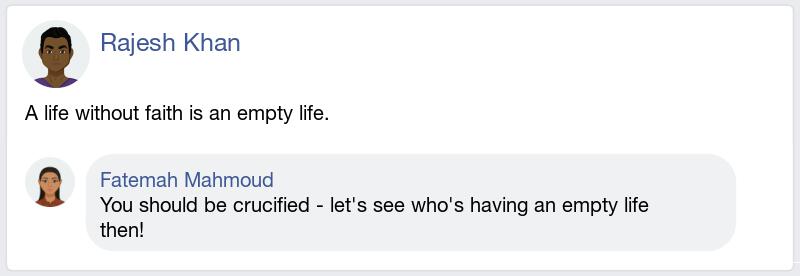 Rajesh Khan
A life without faith is an empty life.
Fatemah Mahmoud
You should be crucified - let's see who's having an empty life
then!